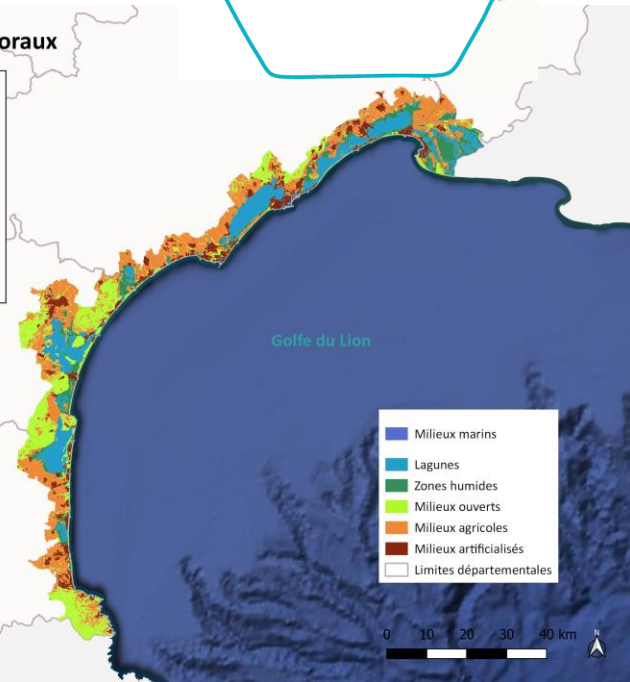 Golfe du Lion
Milieux marins
Lagunes
Zones humides
Milieux ouverts
Milieux agricoles
Milieux artificialisés
Limites départementales
0 10 20 30 40 km
N